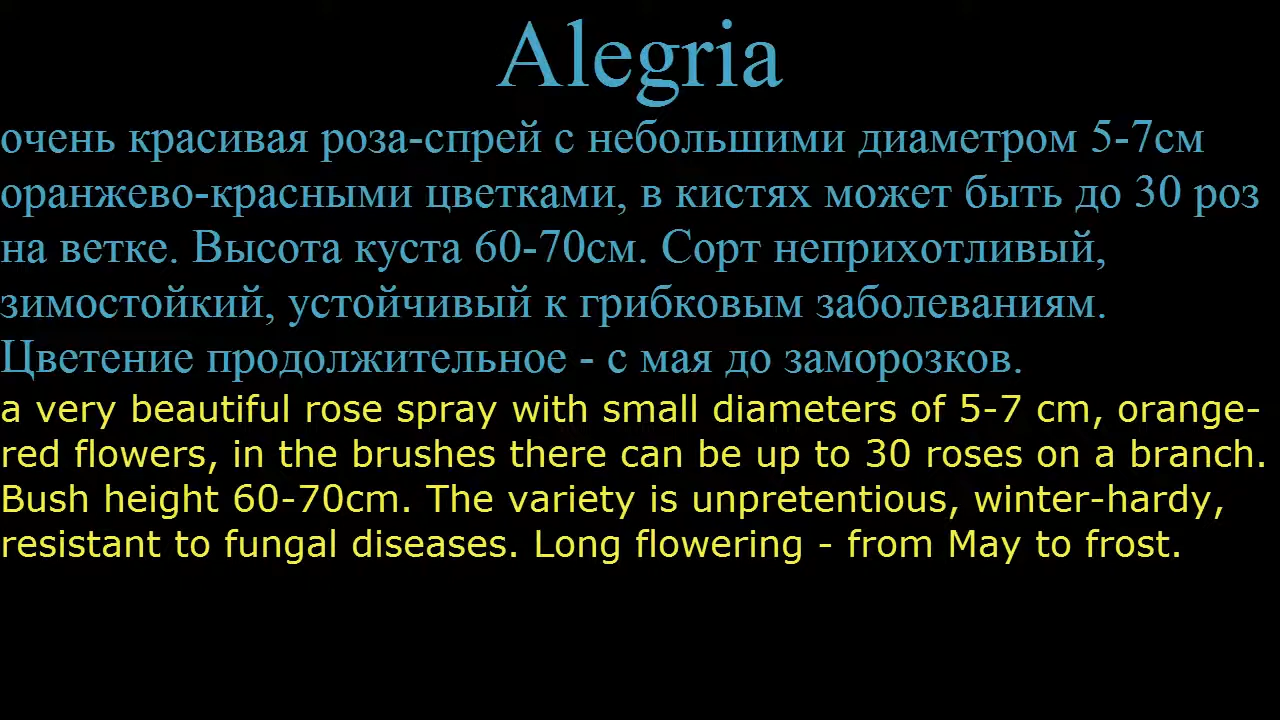 Alegria
очень красивая роза-спрей с небольшими диаметром 5-7см
оранжево-красными цветками, в кистях может быть до 30 роз
на ветке. Высота куста 60-70см. Сорт неприхотливый,
зимостойкий, устойчивый к грибковым заболеваниям.
Цветение продолжительное - с мая до заморозков.
a very beautiful rose spray with small diameters of 5-7 cm, orange-
red flowers, in the brushes there can be up to 30 roses on a branch.
Bush height 60-70cm. The variety is unpretentious, winter-hardy,
resistant to fungal diseases. Long flowering - from May to frost.